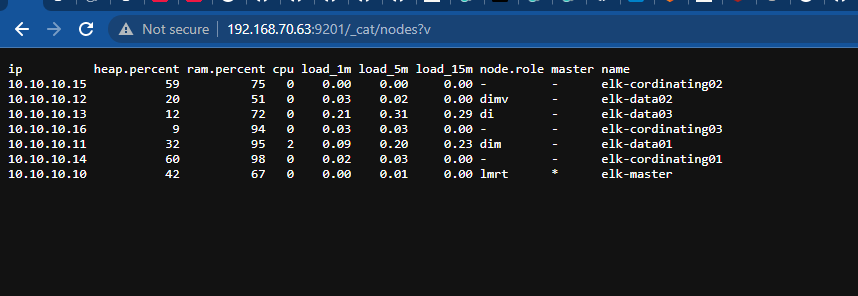 Not secure 192.168.70.63:9201/_cat/nodes?v
ip heap.percent ram.percent cpu load_1m load_5m load_15m node.role master name
10.10.10.15 59 75 0 0.00 0.00 0.00 - - elk-cordinating02
10.10.10.12 20 51 0 0.03 0.02 0.00 dimv - elk-data02
10.10.10.13 12 72 0 0.21 0.31 0.29 di - elk-data03
10.10.10.16 9 94 0 0.03 0.03 0.00 - - elk-cordinating03
10.10.10.11 32 95 2 0.09 0.20 0.23 dim - elk-data01
10.10.10.14 60 98 0 0.02 0.03 0.00 - - elk-cordinating01
10.10.10.10 42 67 0 0.00 0.01 0.00 lmrt * elk-master